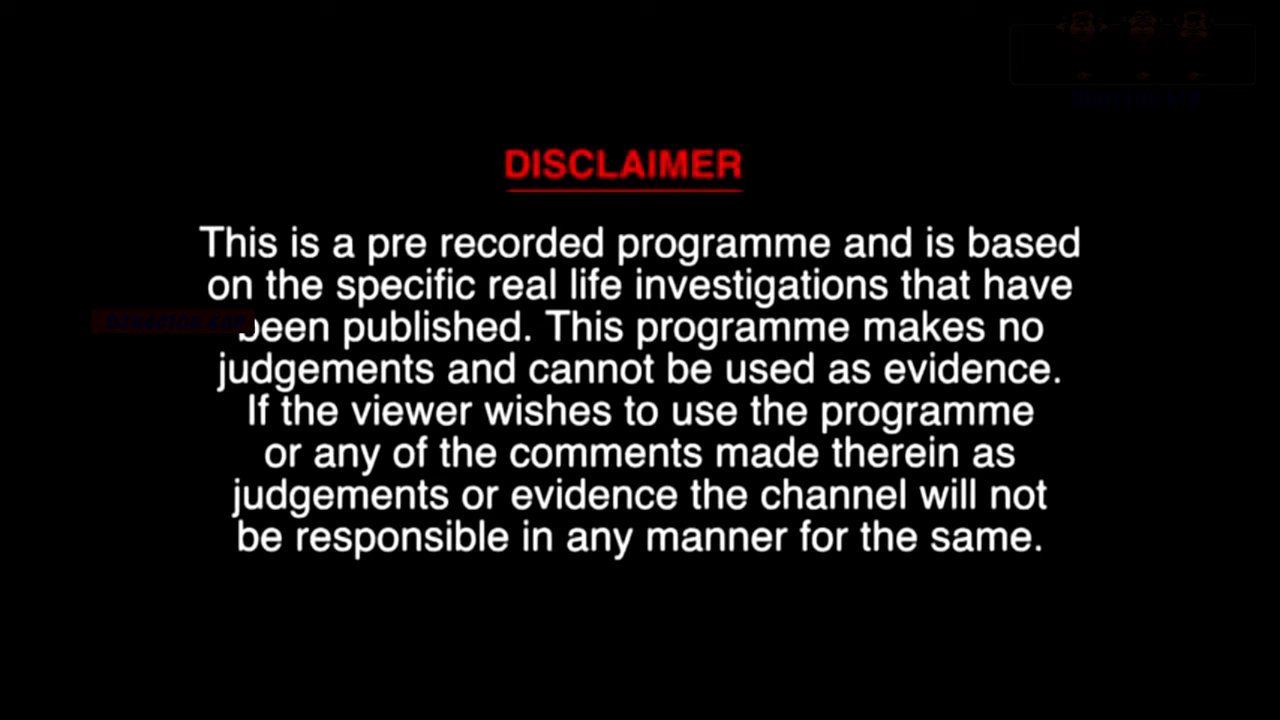 DISCLAIMER
This is a pre recorded programme and is based
on the specific real life investigations that have
been published. This programme makes no
judgements and cannot be used as evidence.
If the viewer wishes to use the programme
or any of the comments made therein as
judgements or evidence the channel will not
be responsible in any manner for the same.